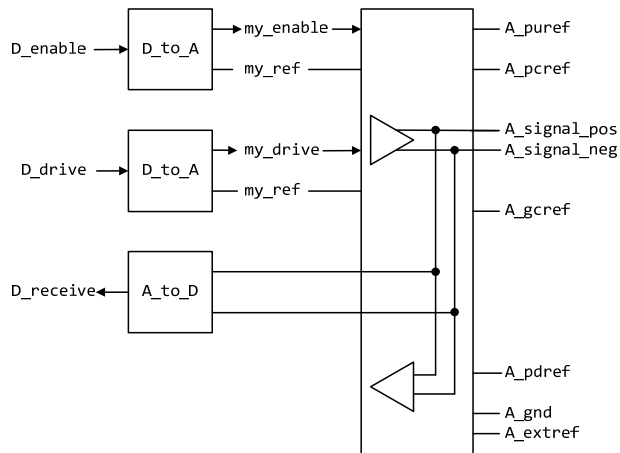 D_enable
D_to_A
my_enable
my_ref
A_puref
A_pcref
D_drive
D_to_A
my_drive
my_ref
A_signal_pos
A_signal_neg
A_gcref
D_receive
A_to_D
A_pdref
A_gnd
A_extref